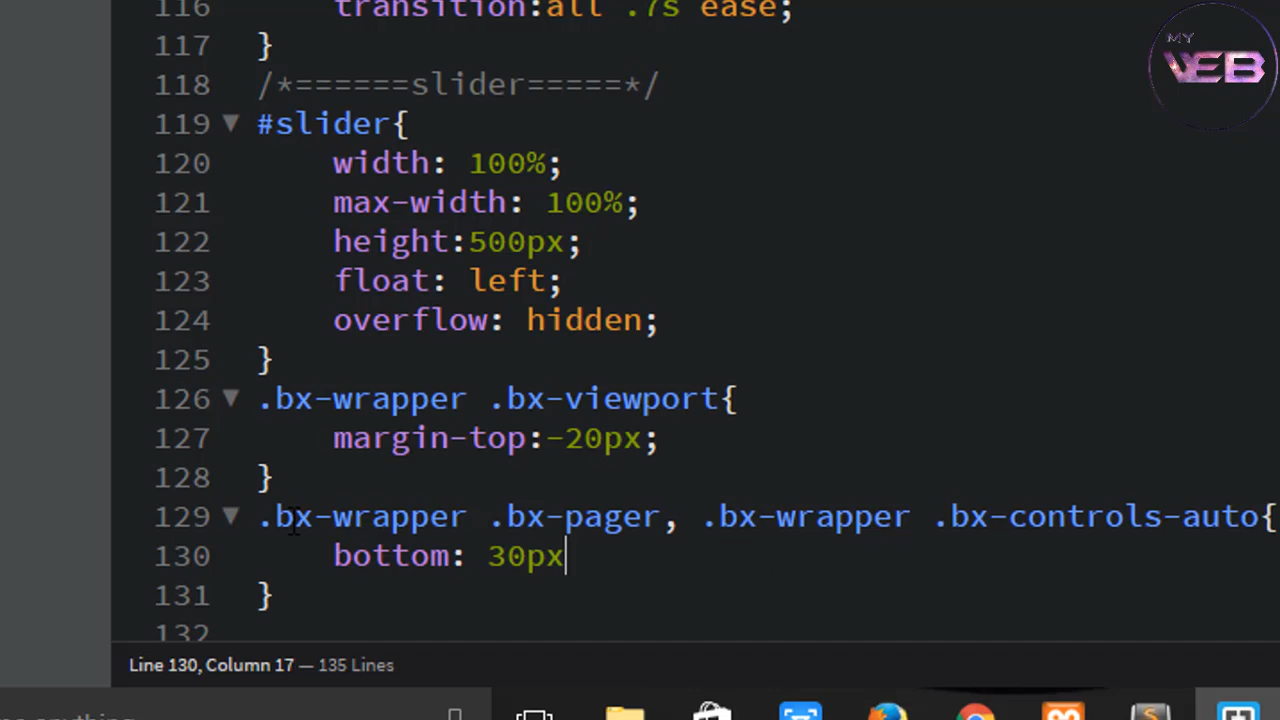 116 transition:all .7s ease;
117 }
118 /*======slider=====*/
119 #slider{
120 width: 100%;
121 max-width: 100%;
122 height:500px;
123 float: left;
124 overflow: hidden;
125 }
126 .bx-wrapper .bx-viewport{
127 margin-top:-20px;
128 }
129 .bx-wrapper .bx-pager, .bx-wrapper .bx-controls-auto{
130 bottom: 30px
131 }
132
Line 130, Column 17 — 135 Lines
MY
WEB